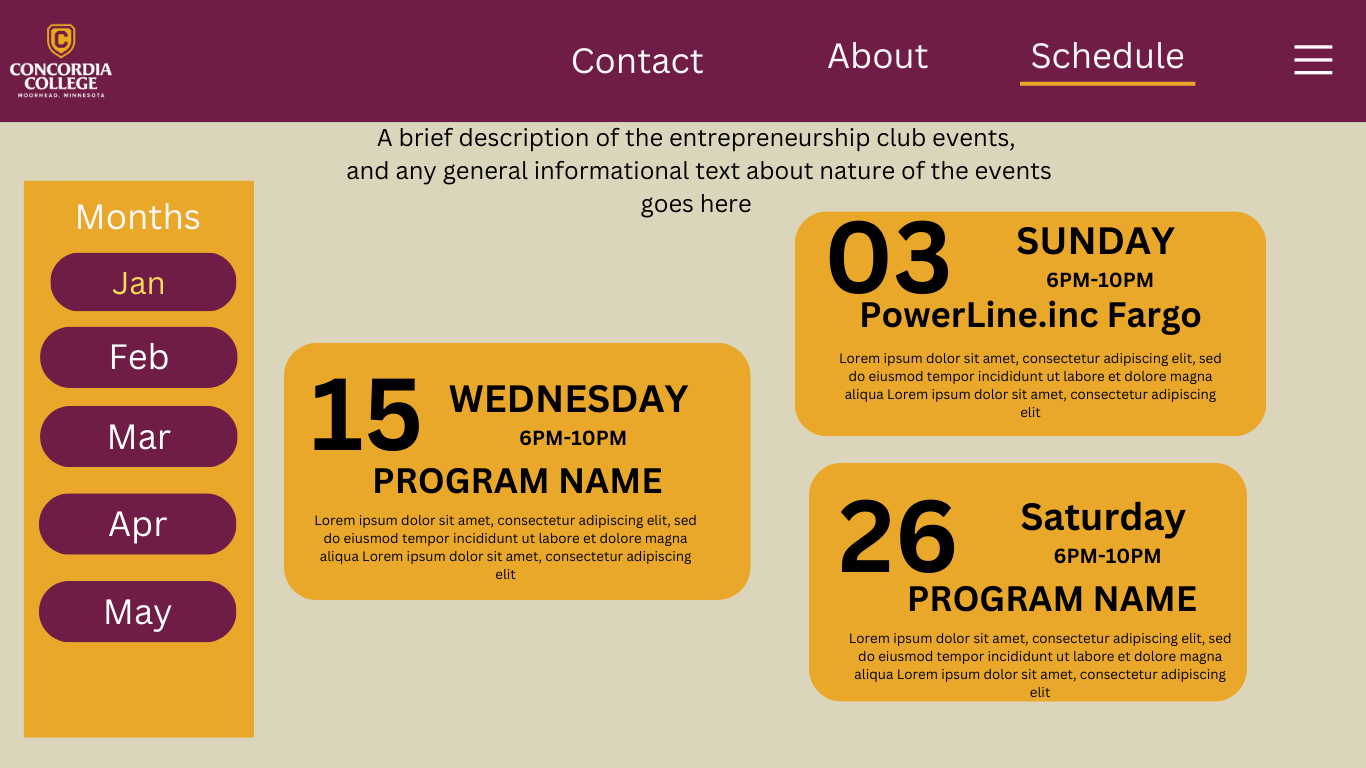 CONCORDIA
COLLEGE
MOORHEAD, MINNESOTA
Contact
About
Schedule
A brief description of the entrepreneurship club events,
and any general informational text about nature of the events
goes here
Months
Jan
Feb
Mar
Apr
May
15
WEDNESDAY
6PM-10PM
PROGRAM NAME
Lorem ipsum dolor sit amet, consectetur adipiscing elit, sed
do eiusmod tempor incididunt ut labore et dolore magna
aliqua Lorem ipsum dolor sit amet, consectetur adipiscing
elit
03
SUNDAY
6PM-10PM
PowerLine.inc Fargo
Lorem ipsum dolor sit amet, consectetur adipiscing elit, sed
do eiusmod tempor incididunt ut labore et dolore magna
aliqua Lorem ipsum dolor sit amet, consectetur adipiscing
elit
26
Saturday
6PM-10PM
PROGRAM NAME
Lorem ipsum dolor sit amet, consectetur adipiscing elit, sed
do eiusmod tempor incididunt ut labore et dolore magna
aliqua Lorem ipsum dolor sit amet, consectetur adipiscing
elit